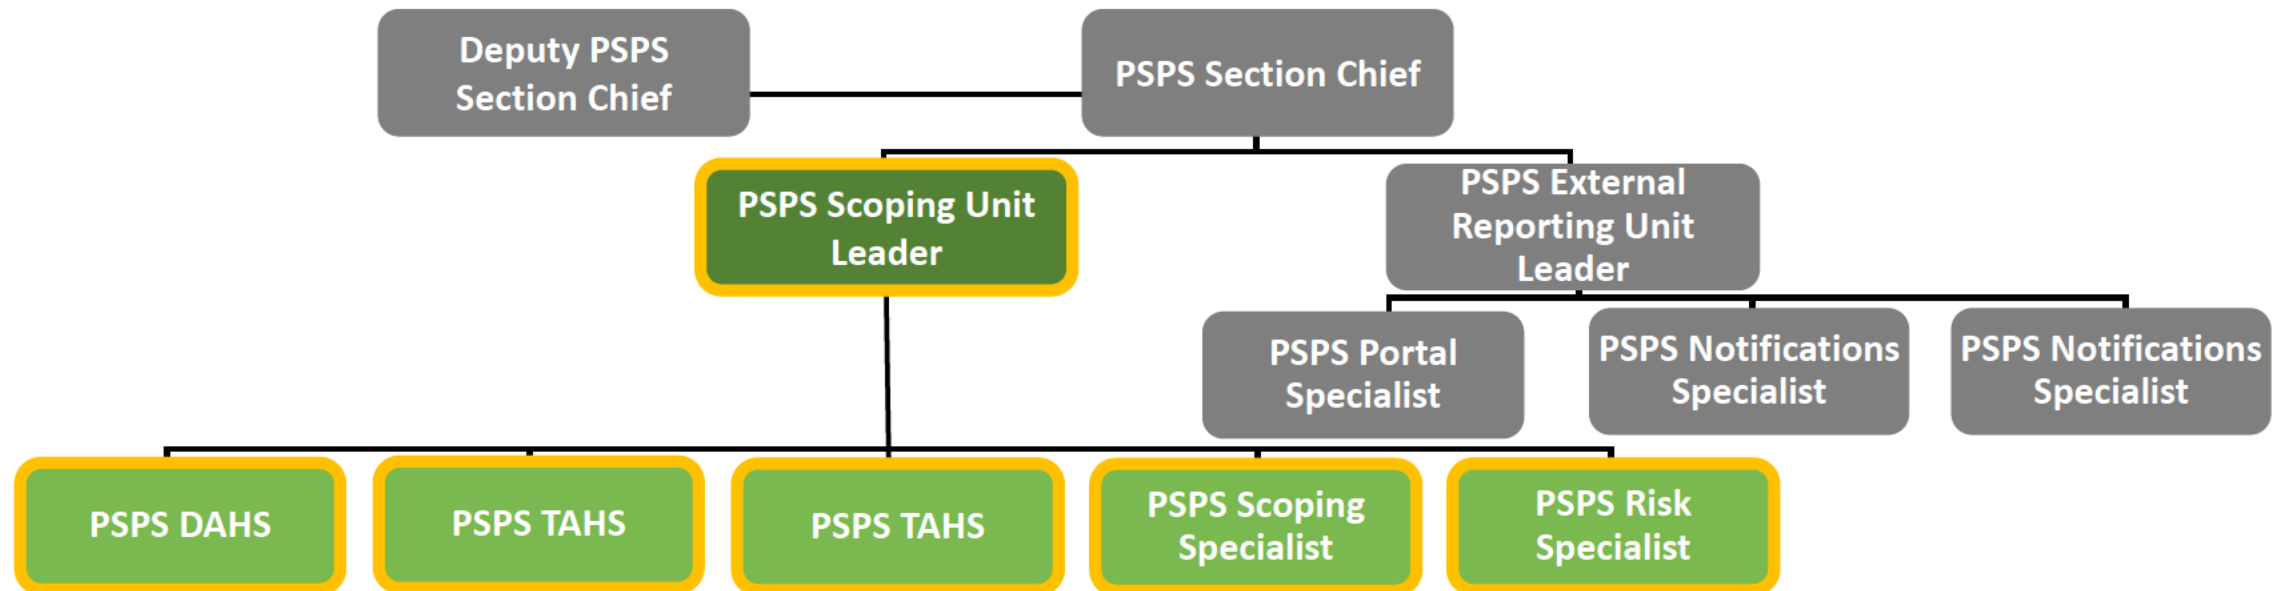 Deputy PSPS
Section Chief
PSPS Section Chief
PSPS Scoping Unit
Leader
PSPS External
Reporting Unit
Leader
PSPS Portal
Specialist
PSPS Notifications
Specialist
PSPS Notifications
Specialist
PSPS DAHS
PSPS TAHS
PSPS TAHS
PSPS Scoping
Specialist
PSPS Risk
Specialist